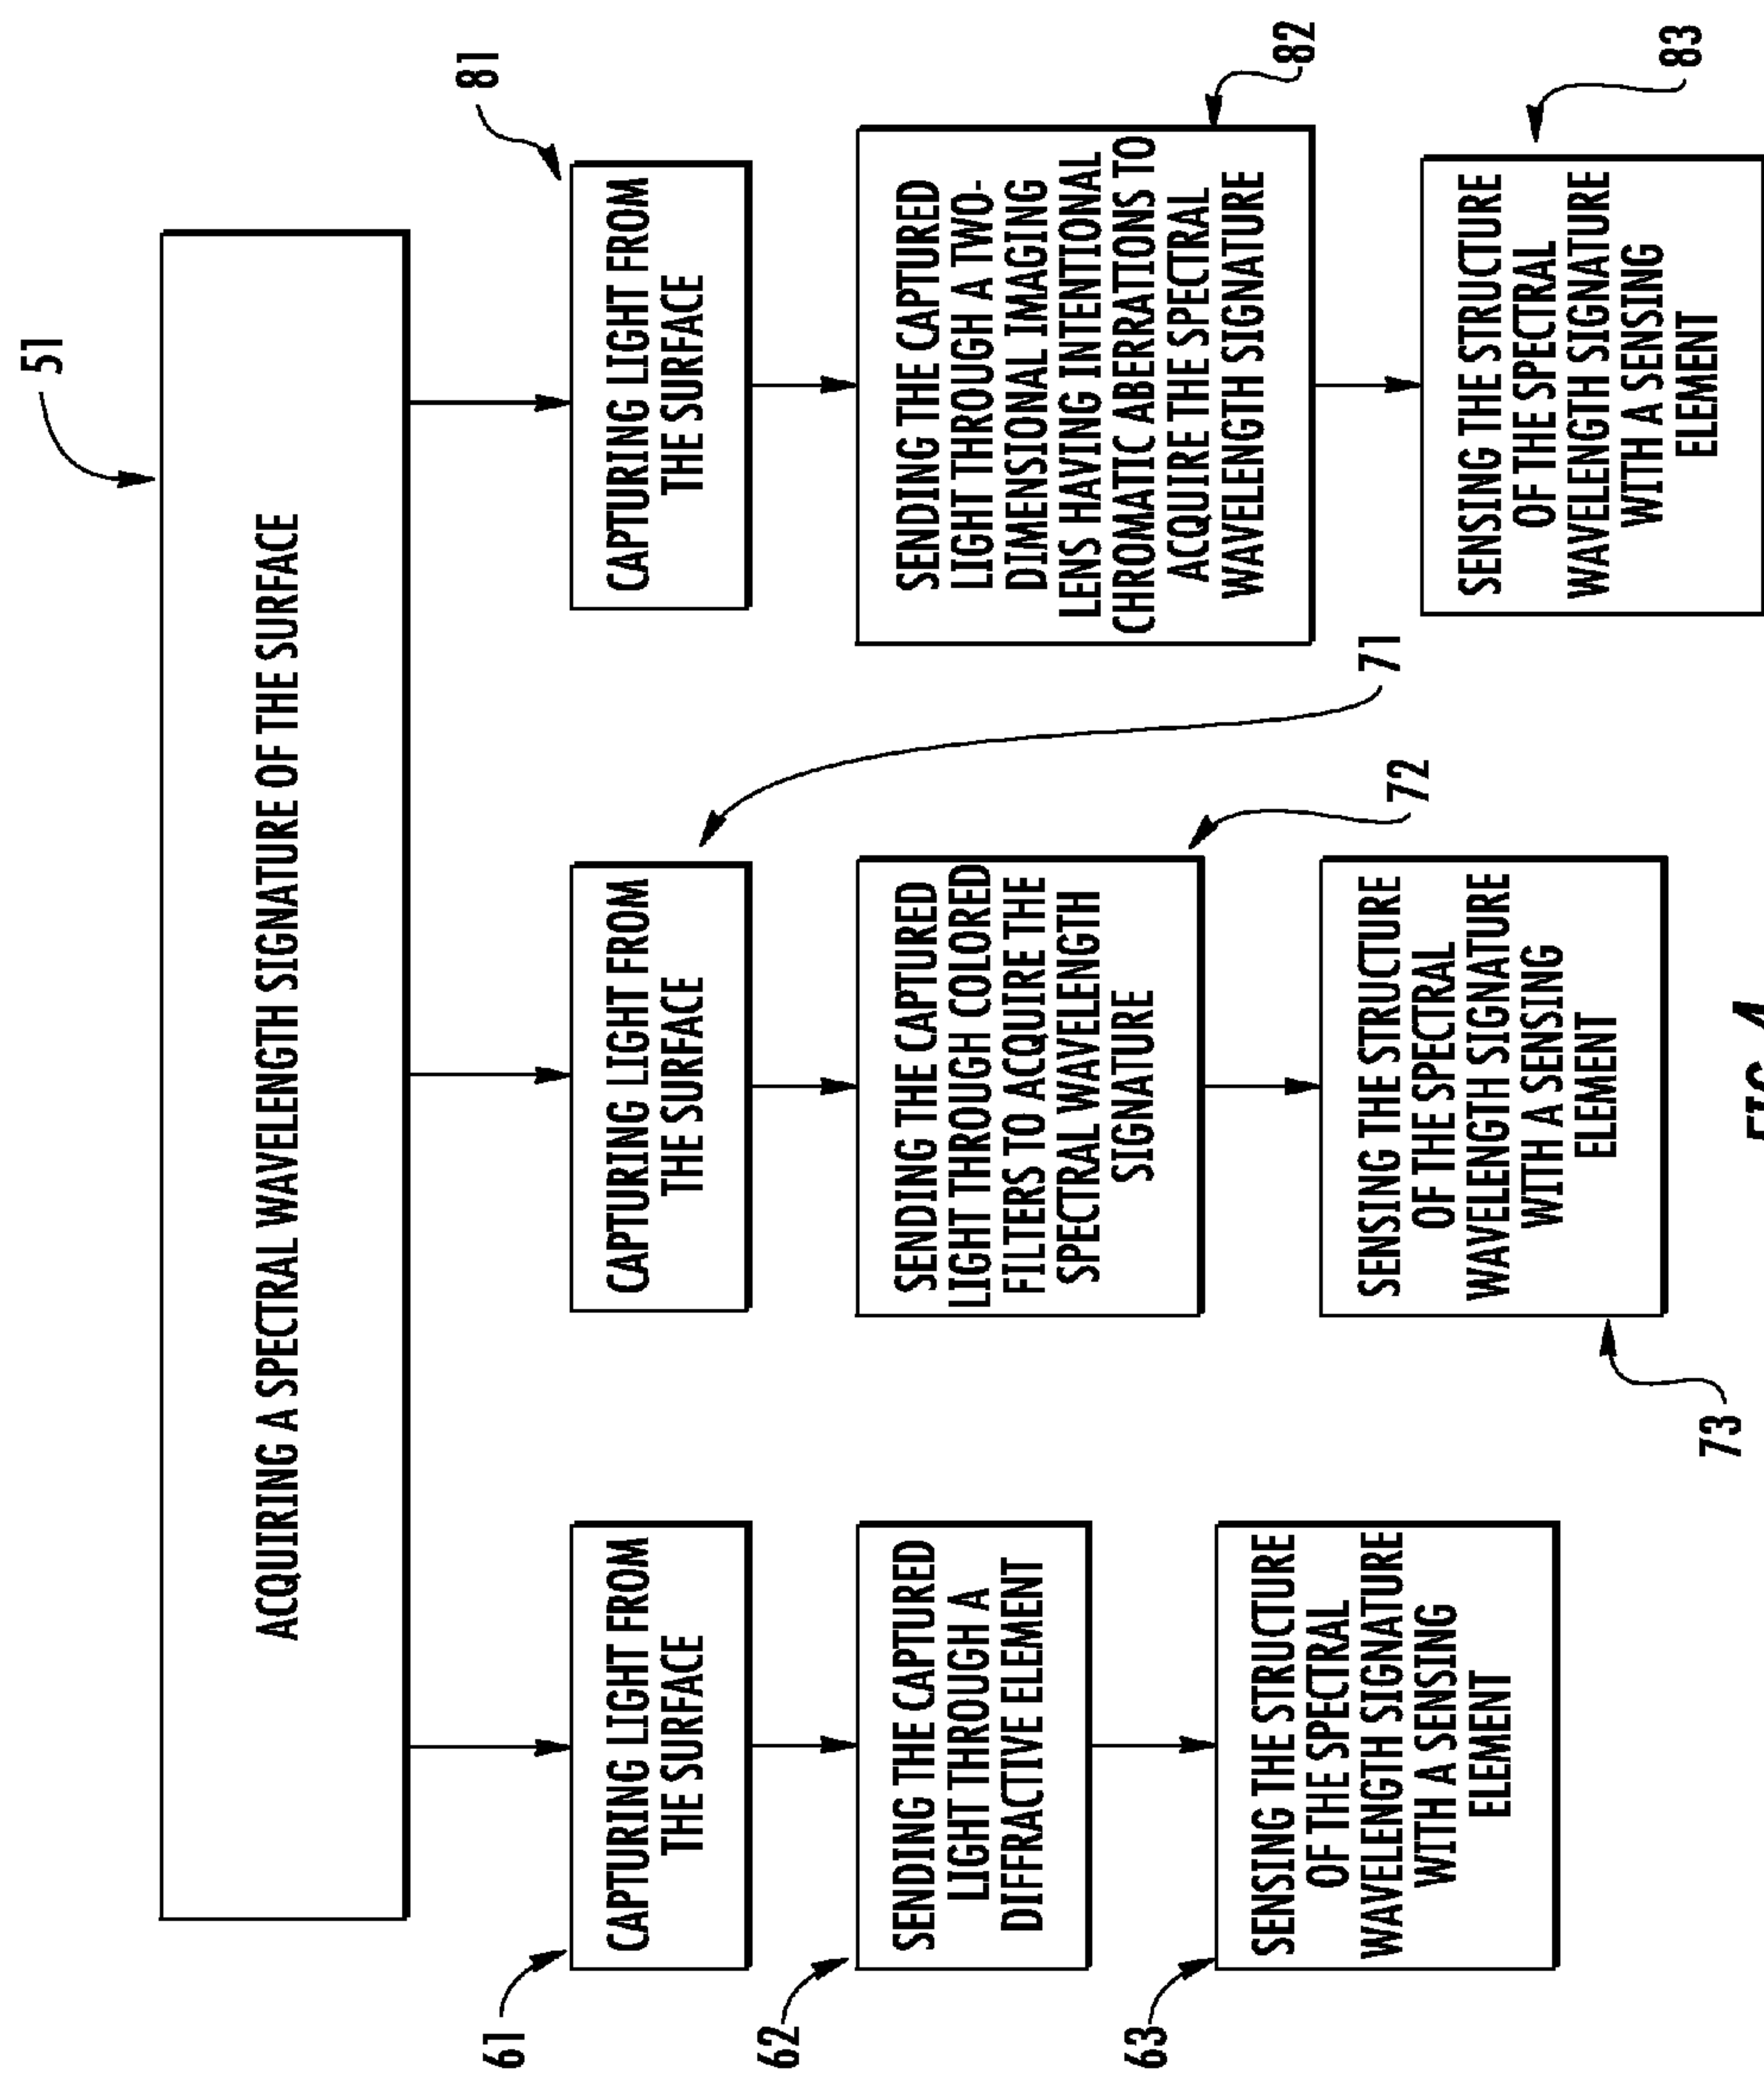 51
ACQUIRING A SPECTRAL WAVELENGTH SIGNATURE OF THE SURFACE
61
CAPTURING LIGHT FROM
THE SURFACE
62
SENDING THE CAPTURED
LIGHT THROUGH A
DIFFRACTIVE ELEMENT
63
SENSING THE STRUCTURE
OF THE SPECTRAL
WAVELENGTH SIGNATURE
WITH A SENSING
ELEMENT
71
CAPTURING LIGHT FROM
THE SURFACE
72
SENDING THE CAPTURED
LIGHT THROUGH COLORED
FILTERS TO ACQUIRE THE
SPECTRAL WAVELENGTH
SIGNATURE
73
SENSING THE STRUCTURE
OF THE SPECTRAL
WAVELENGTH SIGNATURE
WITH A SENSING
ELEMENT
81
CAPTURING LIGHT FROM
THE SURFACE
82
SENDING THE CAPTURED
LIGHT THROUGH A TWO-
DIMENSIONAL IMAGING
LENS HAVING INTENTIONAL
CHROMATIC ABERRATIONS TO
ACQUIRE THE SPECTRAL
WAVELENGTH SIGNATURE
83
SENSING THE STRUCTURE
OF THE SPECTRAL
WAVELENGTH SIGNATURE
WITH A SENSING
ELEMENT